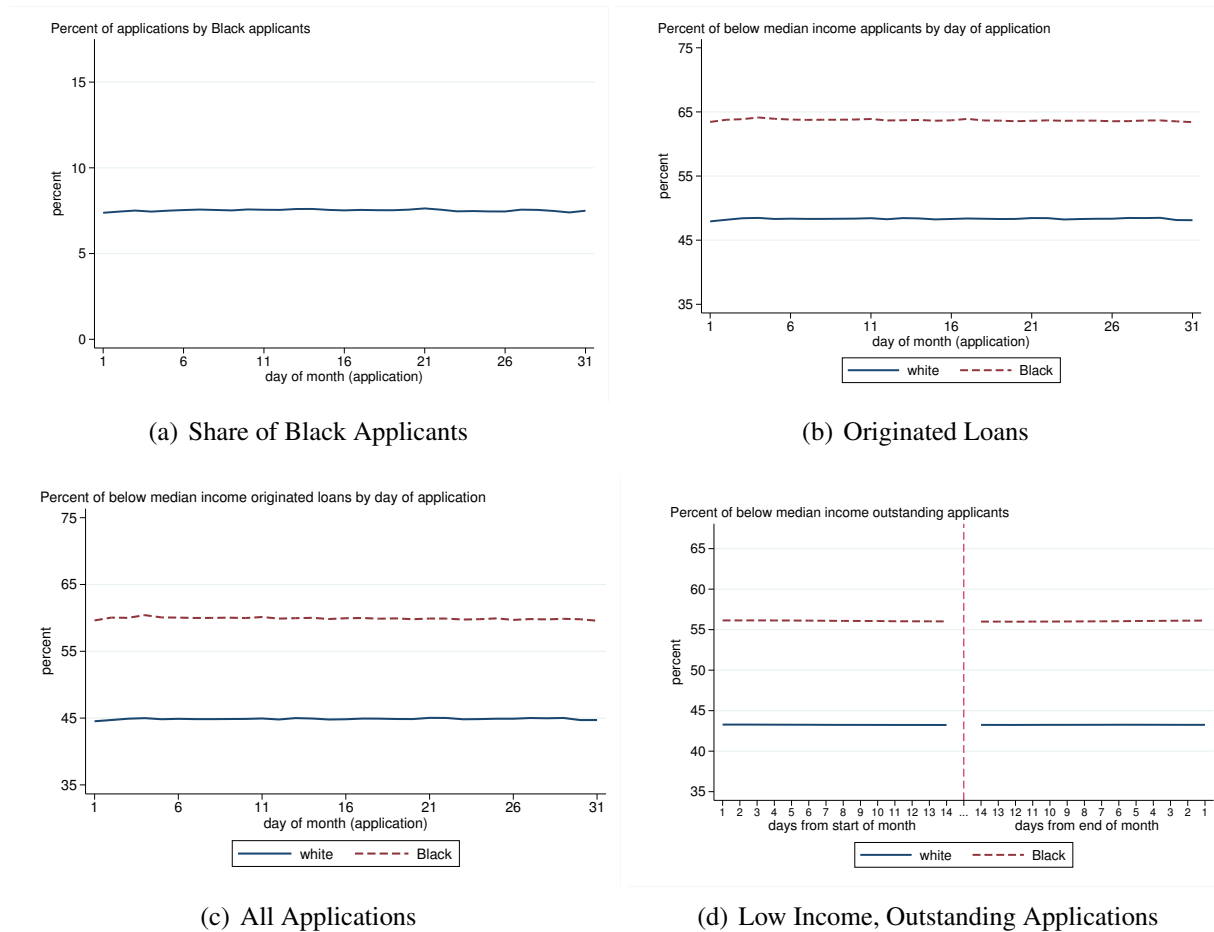 Percent of applications by Black applicants
15
10
5
0
percent
1 6 11 16 21 26 31
day of month (application)
(a) Share of Black Applicants
Percent of below median income applicants by day of application
75
65
55
45
35
percent
1 6 11 16 21 26 31
day of month (application)
white Black
(b) Originated Loans
Percent of below median income originated loans by day of application
75
65
55
45
35
percent
1 6 11 16 21 26 31
day of month (application)
white Black
(c) All Applications
Percent of below median income outstanding applicants
65
60
55
50
45
40
35
percent
1 2 3 4 5 6 7 8 9 10 11 12 13 14 ... 14 13 12 11 10 9 8 7 6 5 4 3 2 1
days from start of month days from end of month
white Black
(d) Low Income, Outstanding Applications